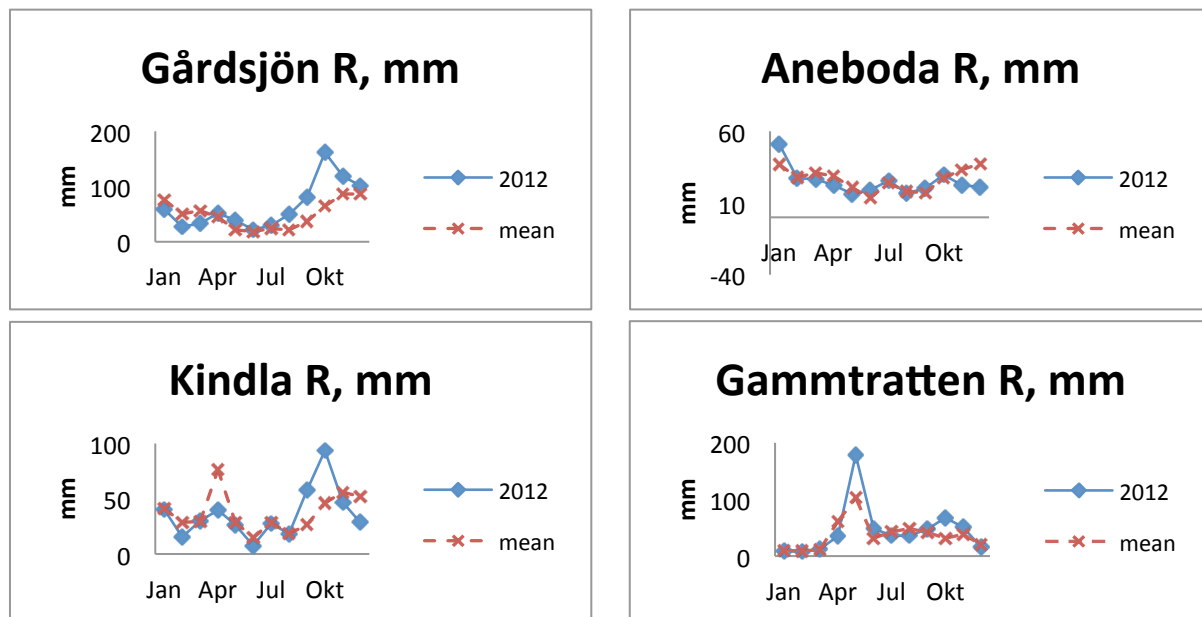 Gårdsjön R, mm
mm
200
100
0
Jan Apr Jul Okt
2012
mean
Aneboda R, mm
mm
60
10
-40
Jan Apr Jul Okt
2012
mean
Kindla R, mm
mm
100
50
0
Jan Apr Jul Okt
2012
mean
Gammtratten R, mm
mm
200
100
0
Jan Apr Jul Okt
2012
mean